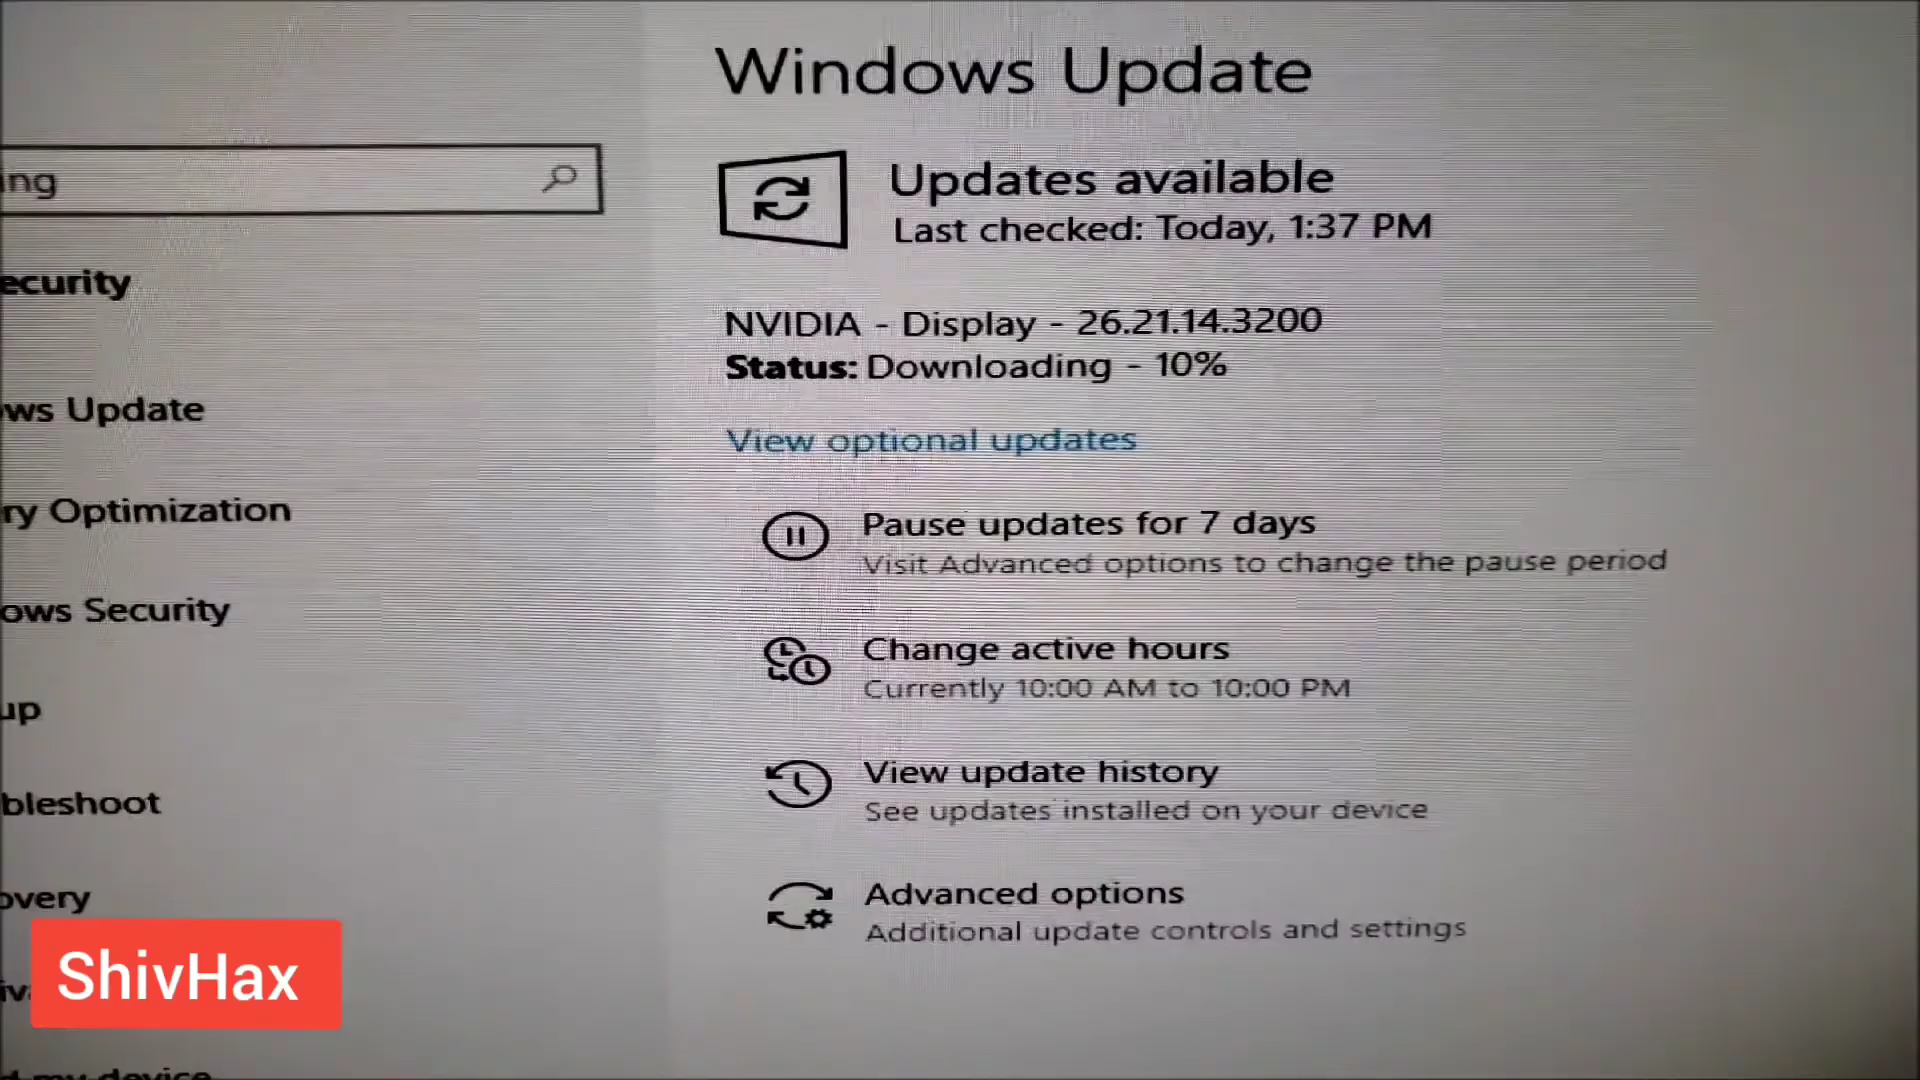 Windows Update
ng
Updates available
Last checked: Today, 1:37 PM
ecurity
NVIDIA - Display - 26.21.14.3200
Status: Downloading - 10%
ws Update
View optional updates
ry Optimization
Pause updates for 7 days
Visit Advanced options to change the pause period
ows Security
Change active hours
Currently 10:00 AM to 10:00 PM
up
View update history
See updates installed on your device
bleshoot
overy
Advanced options
Additional update controls and settings
ShivHax
my device